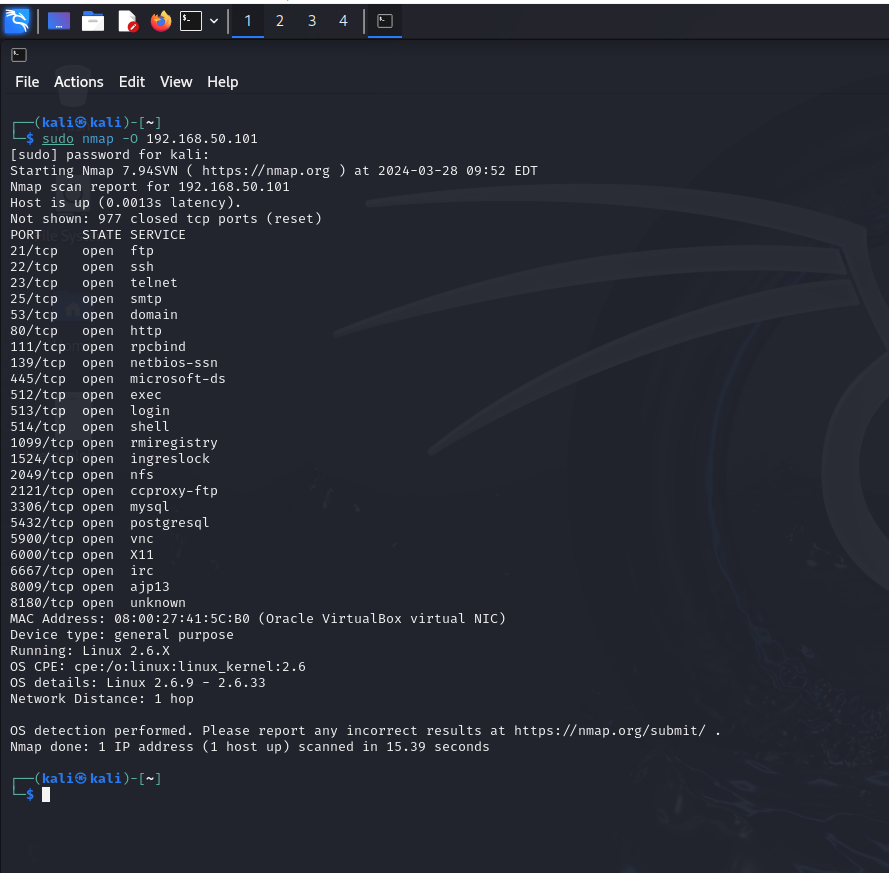 1 2 3 4
File Actions Edit View Help
┌──(kali㉿kali)-[~]
└─$ sudo nmap -O 192.168.50.101
[sudo] password for kali:
Starting Nmap 7.94SVN ( https://nmap.org ) at 2024-03-28 09:52 EDT
Nmap scan report for 192.168.50.101
Host is up (0.0013s latency).
Not shown: 977 closed tcp ports (reset)
PORT     STATE SERVICE
21/tcp   open  ftp
22/tcp   open  ssh
23/tcp   open  telnet
25/tcp   open  smtp
53/tcp   open  domain
80/tcp   open  http
111/tcp  open  rpcbind
139/tcp  open  netbios-ssn
445/tcp  open  microsoft-ds
512/tcp  open  exec
513/tcp  open  login
514/tcp  open  shell
1099/tcp open  rmiregistry
1524/tcp open  ingreslock
2049/tcp open  nfs
2121/tcp open  ccproxy-ftp
3306/tcp open  mysql
5432/tcp open  postgresql
5900/tcp open  vnc
6000/tcp open  X11
6667/tcp open  irc
8009/tcp open  ajp13
8180/tcp open  unknown
MAC Address: 08:00:27:41:5C:B0 (Oracle VirtualBox virtual NIC)
Device type: general purpose
Running: Linux 2.6.X
OS CPE: cpe:/o:linux:linux_kernel:2.6
OS details: Linux 2.6.9 - 2.6.33
Network Distance: 1 hop
OS detection performed. Please report any incorrect results at https://nmap.org/submit/ .
Nmap done: 1 IP address (1 host up) scanned in 15.39 seconds
┌──(kali㉿kali)-[~]
└─$